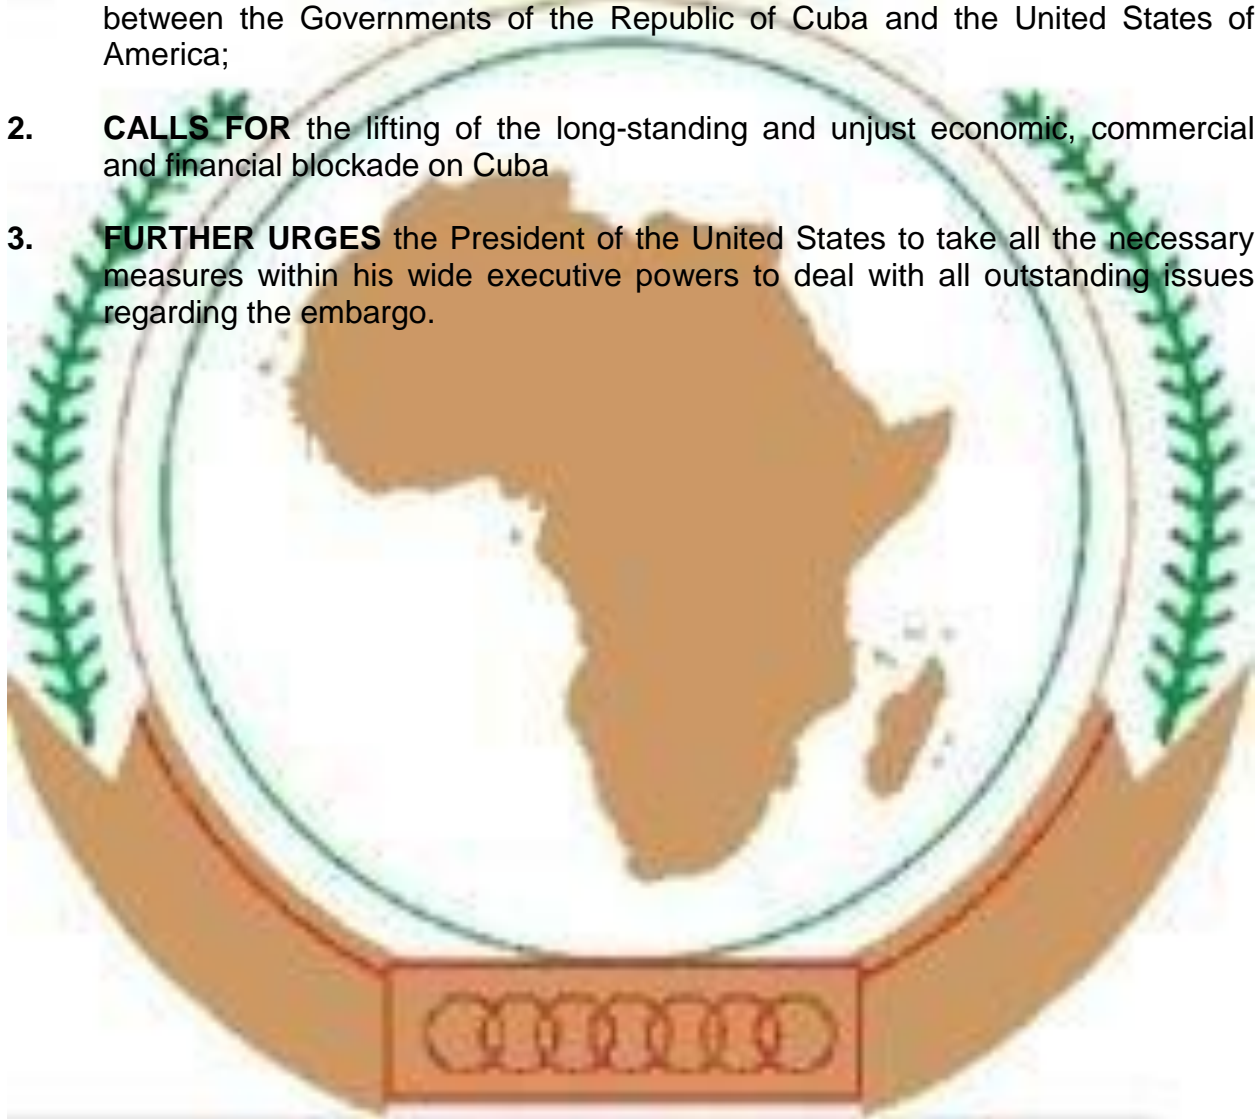 between the Governments of the Republic of Cuba and the United States of
America;
2. CALLS FOR the lifting of the long-standing and unjust economic, commercial
and financial blockade on Cuba
3. FURTHER URGES the President of the United States to take all the necessary
measures within his wide executive powers to deal with all outstanding issues
regarding the embargo.